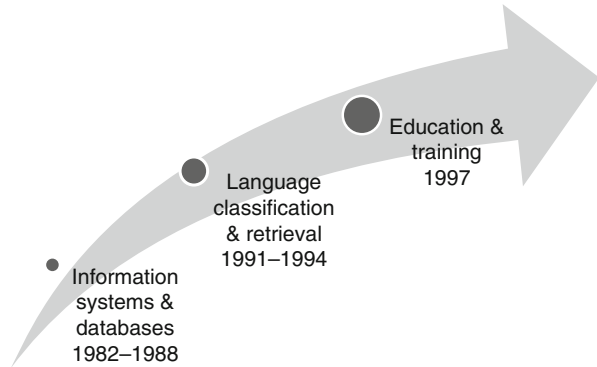 Education &
training
1997
Language
classification
& retrieval
1991–1994
Information
systems &
databases
1982–1988